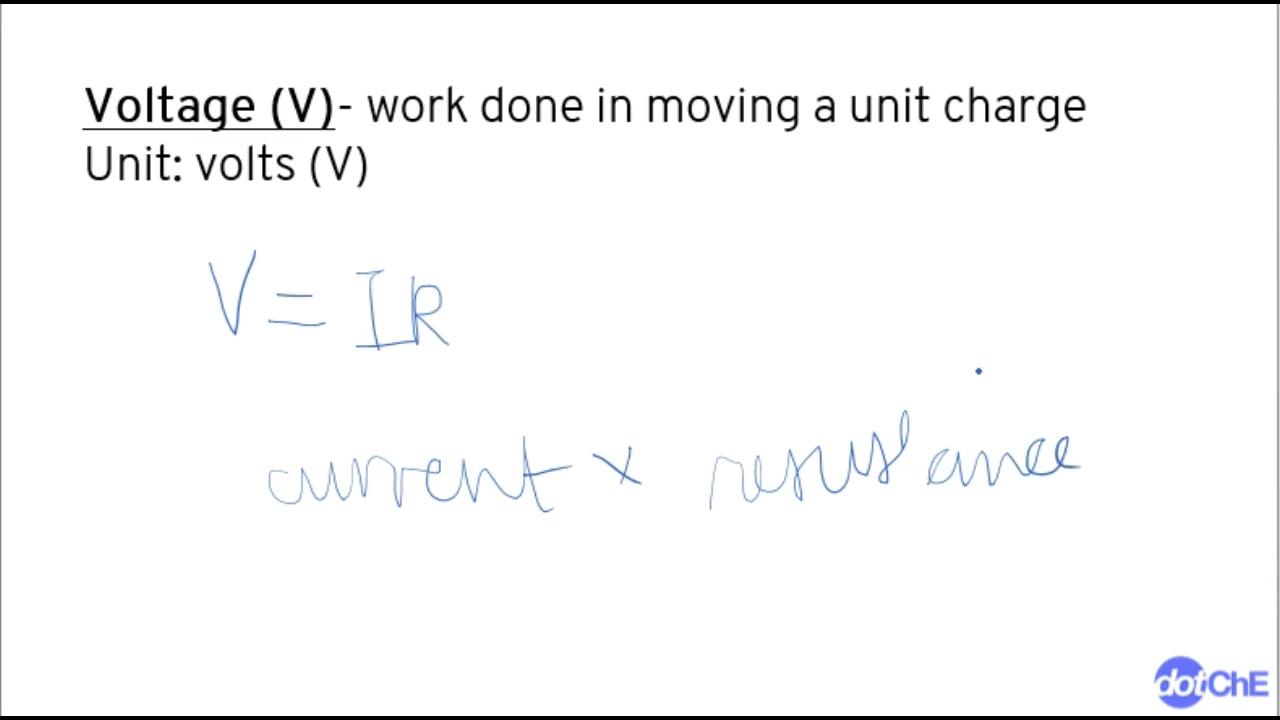 Voltage (V)- work done in moving a unit charge
Unit: volts (V)
V = IR
current x resistance
dotChE